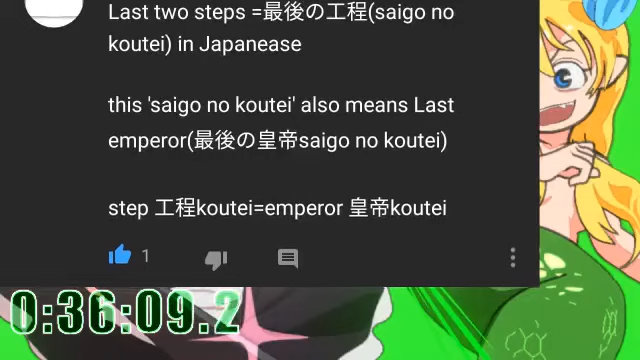 Last two steps =最後の工程(saigo no
koutei) in Japanease
this 'saigo no koutei' also means Last
emperor(最後の皇帝saigo no koutei)
step 工程koutei=emperor 皇帝koutei
1
0:36:09.2